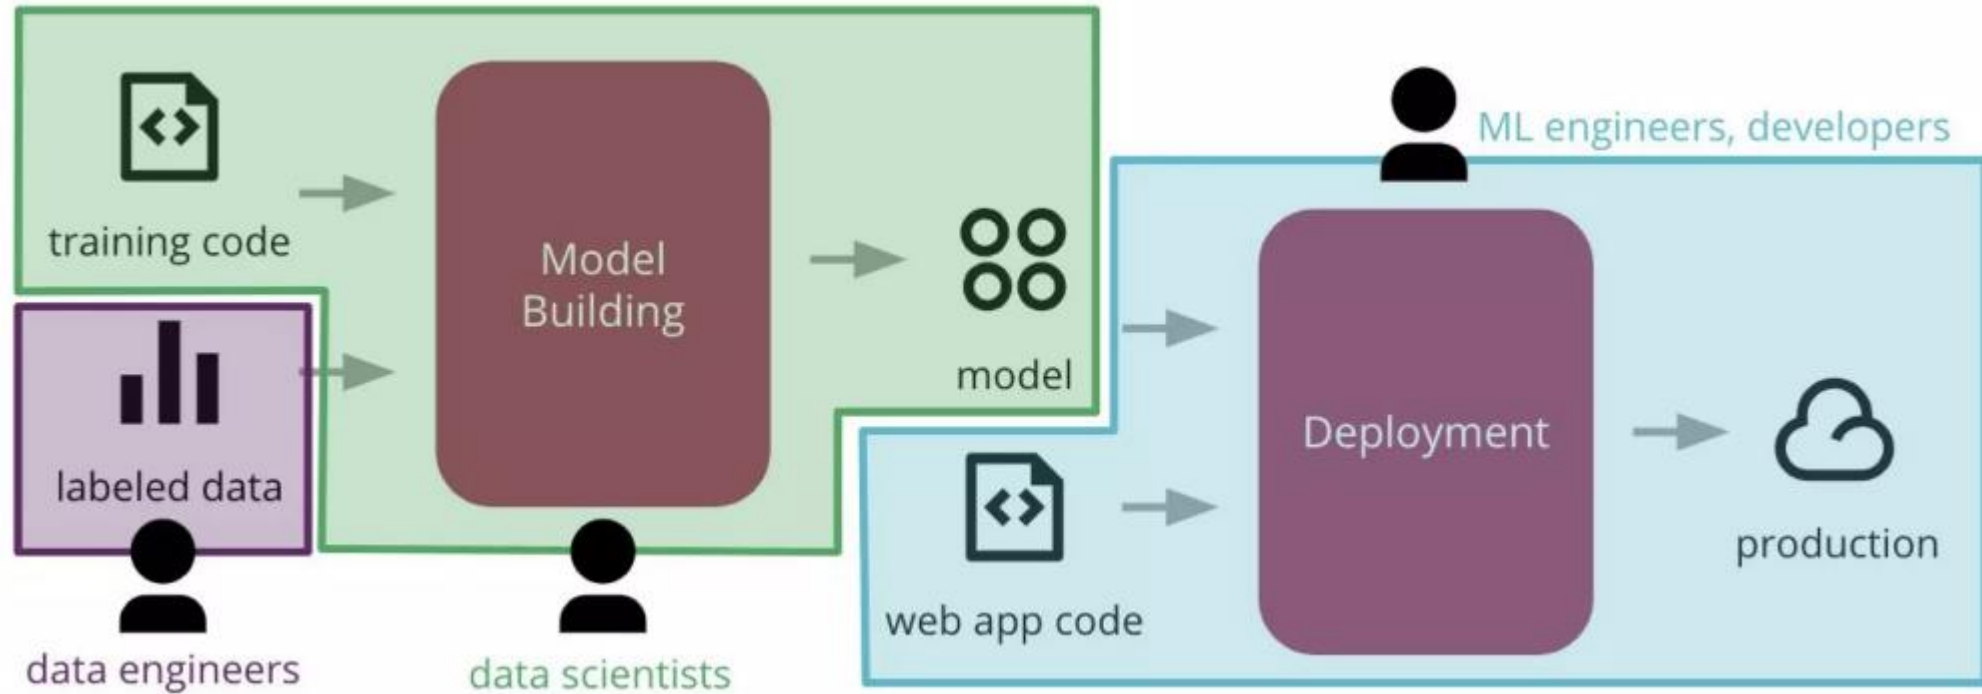 ML engineers, developers
training code
Model
Building
model
labeled data
Deployment
production
web app code
data engineers
data scientists